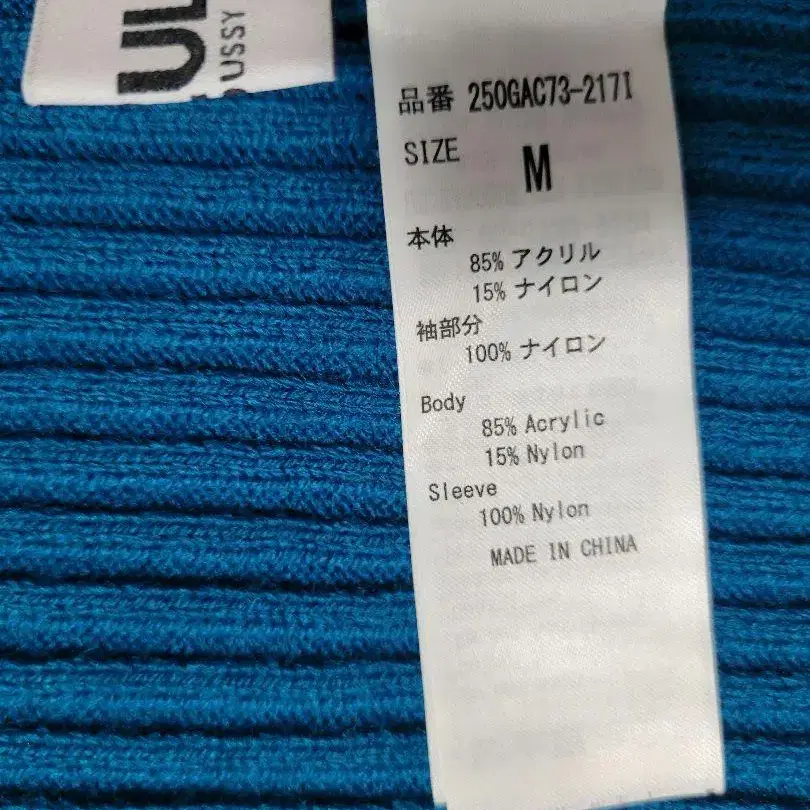 UL
USSY
品番 250GAC73-217I
SIZE M
本体
85% アクリル
15% ナイロン
袖部分
100% ナイロン
Body
85% Acrylic
15% Nylon
Sleeve
100% Nylon
MADE IN CHINA